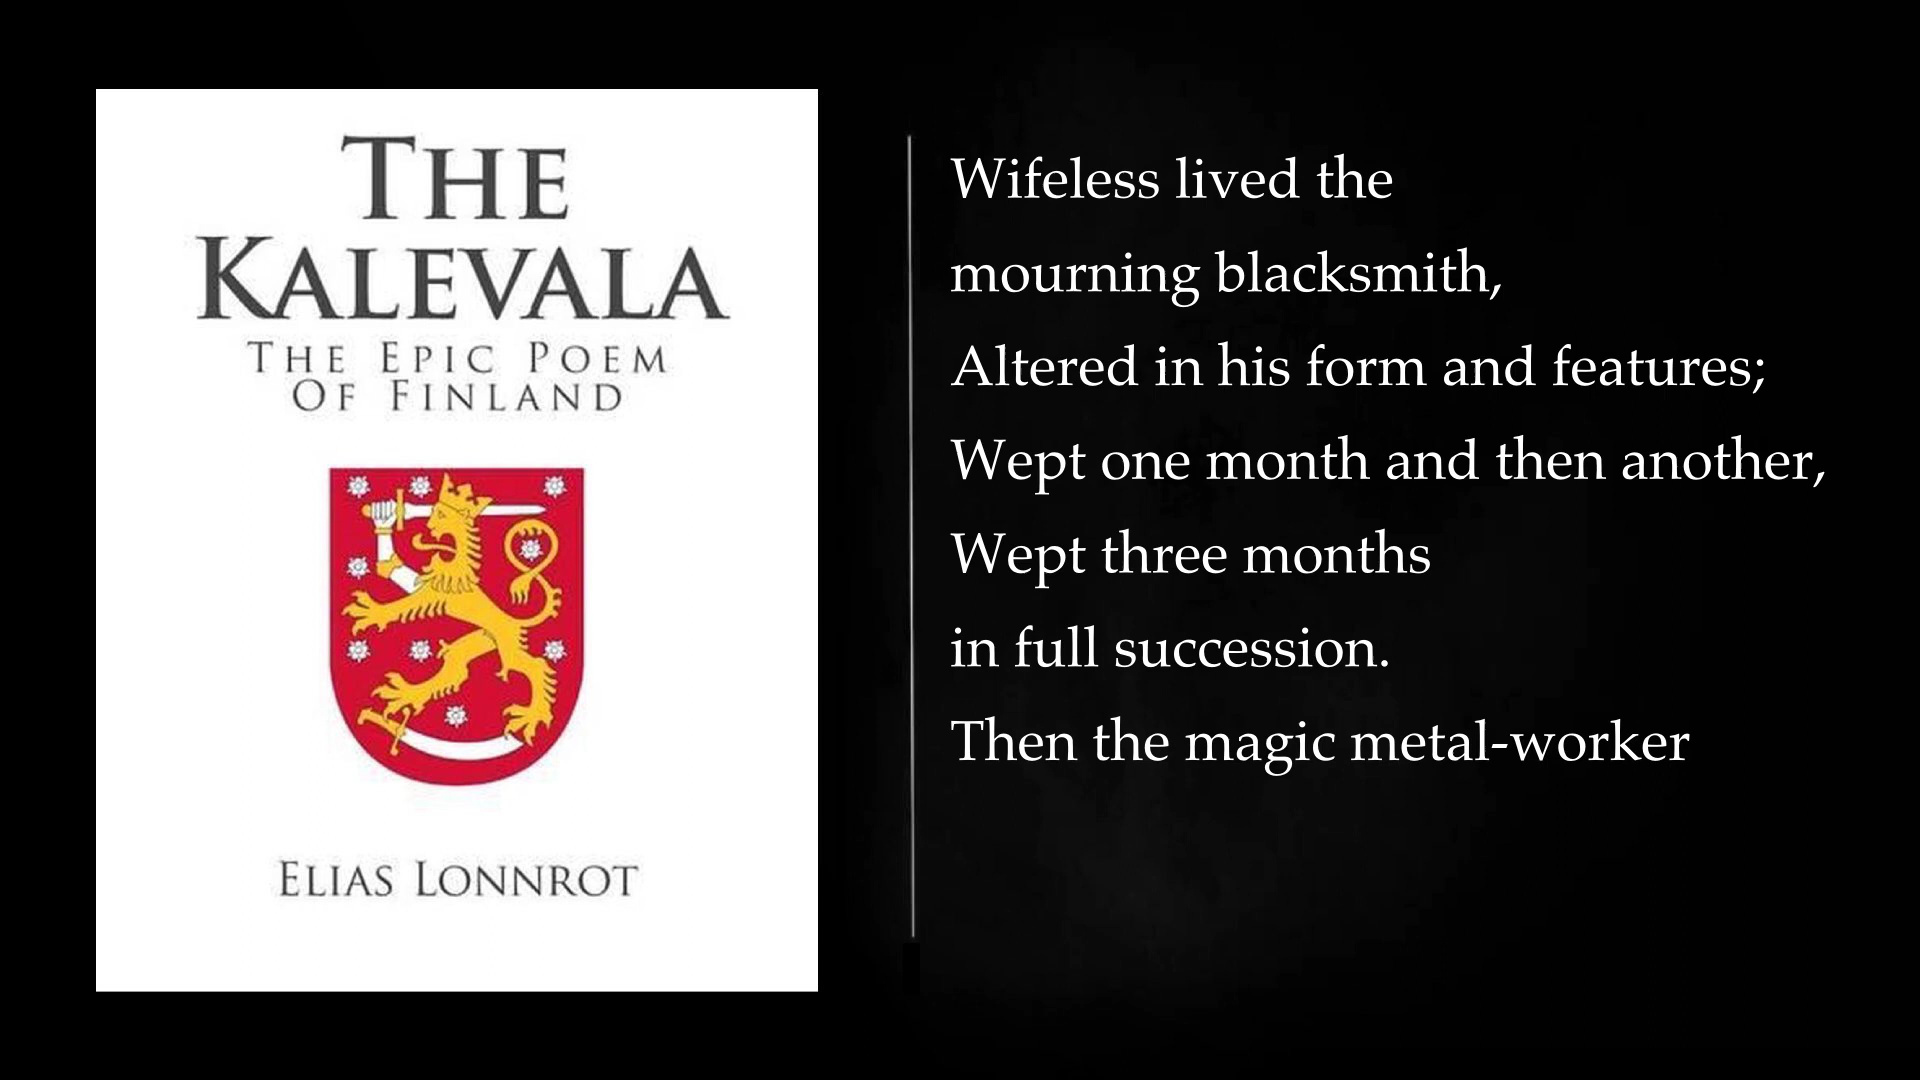 THE
KALEVALA
THE EPIC POEM
OF FINLAND
ELIAS LONNROT
Wifeless lived the
mourning blacksmith,
Altered in his form and features;
Wept one month and then another,
Wept three months
in full succession.
Then the magic metal-worker